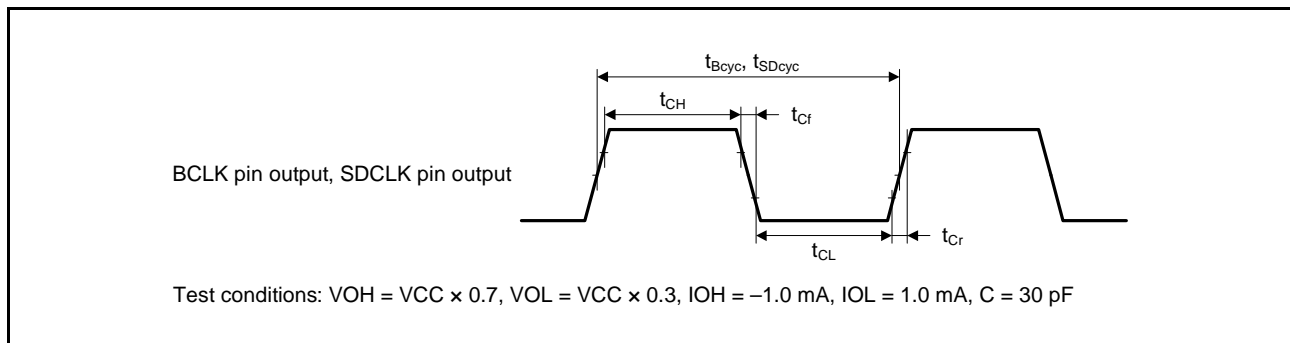 tBcyc, tSDcyc
tCH
tCf
BCLK pin output, SDCLK pin output
tCL
tCr
Test conditions: VOH = VCC × 0.7, VOL = VCC × 0.3, IOH = –1.0 mA, IOL = 1.0 mA, C = 30 pF